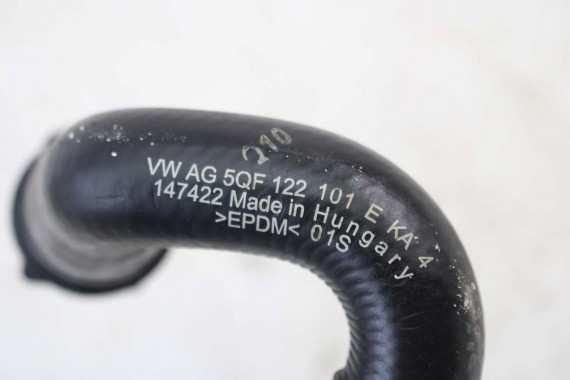 210
VW AG 5QF 122 101 E KA 4
147422 Made in Hungary
>EPDM< 01S